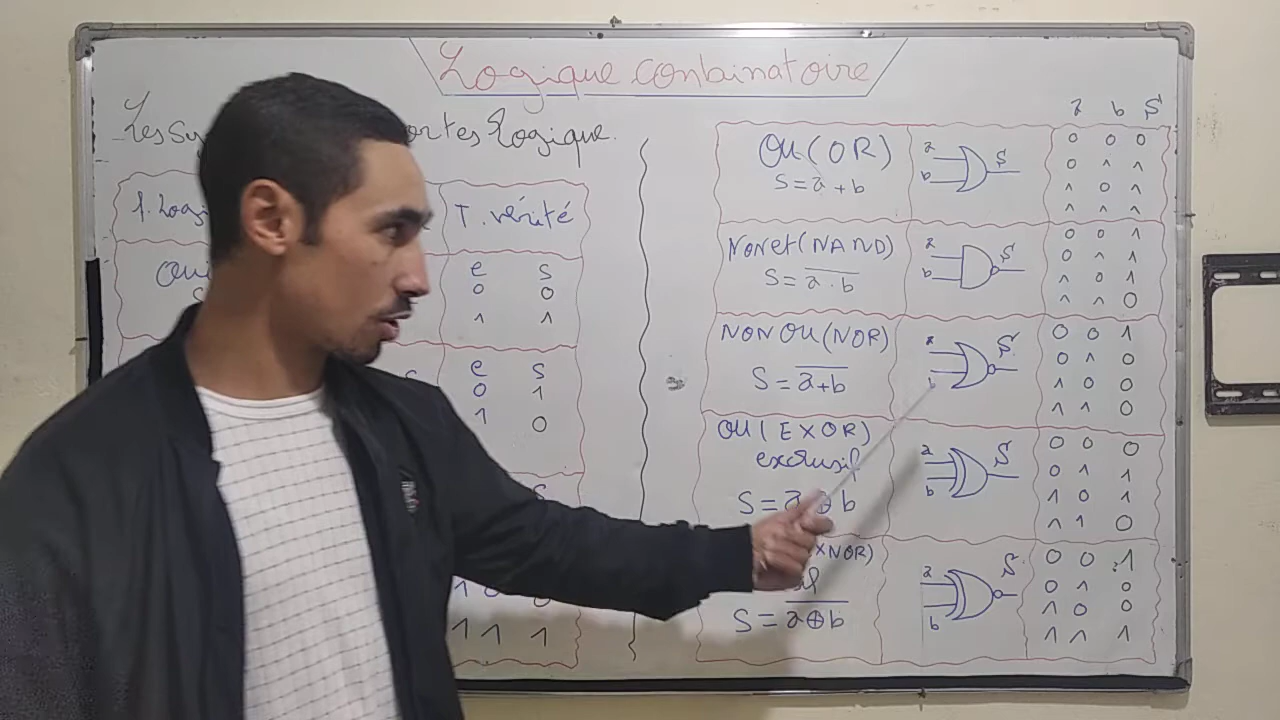 Logique conbinatoire
ortes Logique.
T. vérité
e s
0 0
1 1
s
e s
0 1
1 0
1 1 1
a b S
OU (OR)
S = a + b
a
b
S
0 0 0
0 1 1
1 0 1
1 1 1
Non et (NAND)
S = \overline{a . b}
a
b
S
0 0 1
0 1 1
1 0 1
1 1 0
NON OU (NOR)
S = \overline{a+b}
a
S
0 0 1
0 1 0
1 0 0
1 1 0
OU (EXOR)
exclusif
S = a ⊕ b
a
b
S
0 0 0
0 1 1
1 0 1
1 1 0
XNOR)
S = \overline{a⊕b}
a
b
S
0 0 1
0 1 0
1 0 0
1 1 1